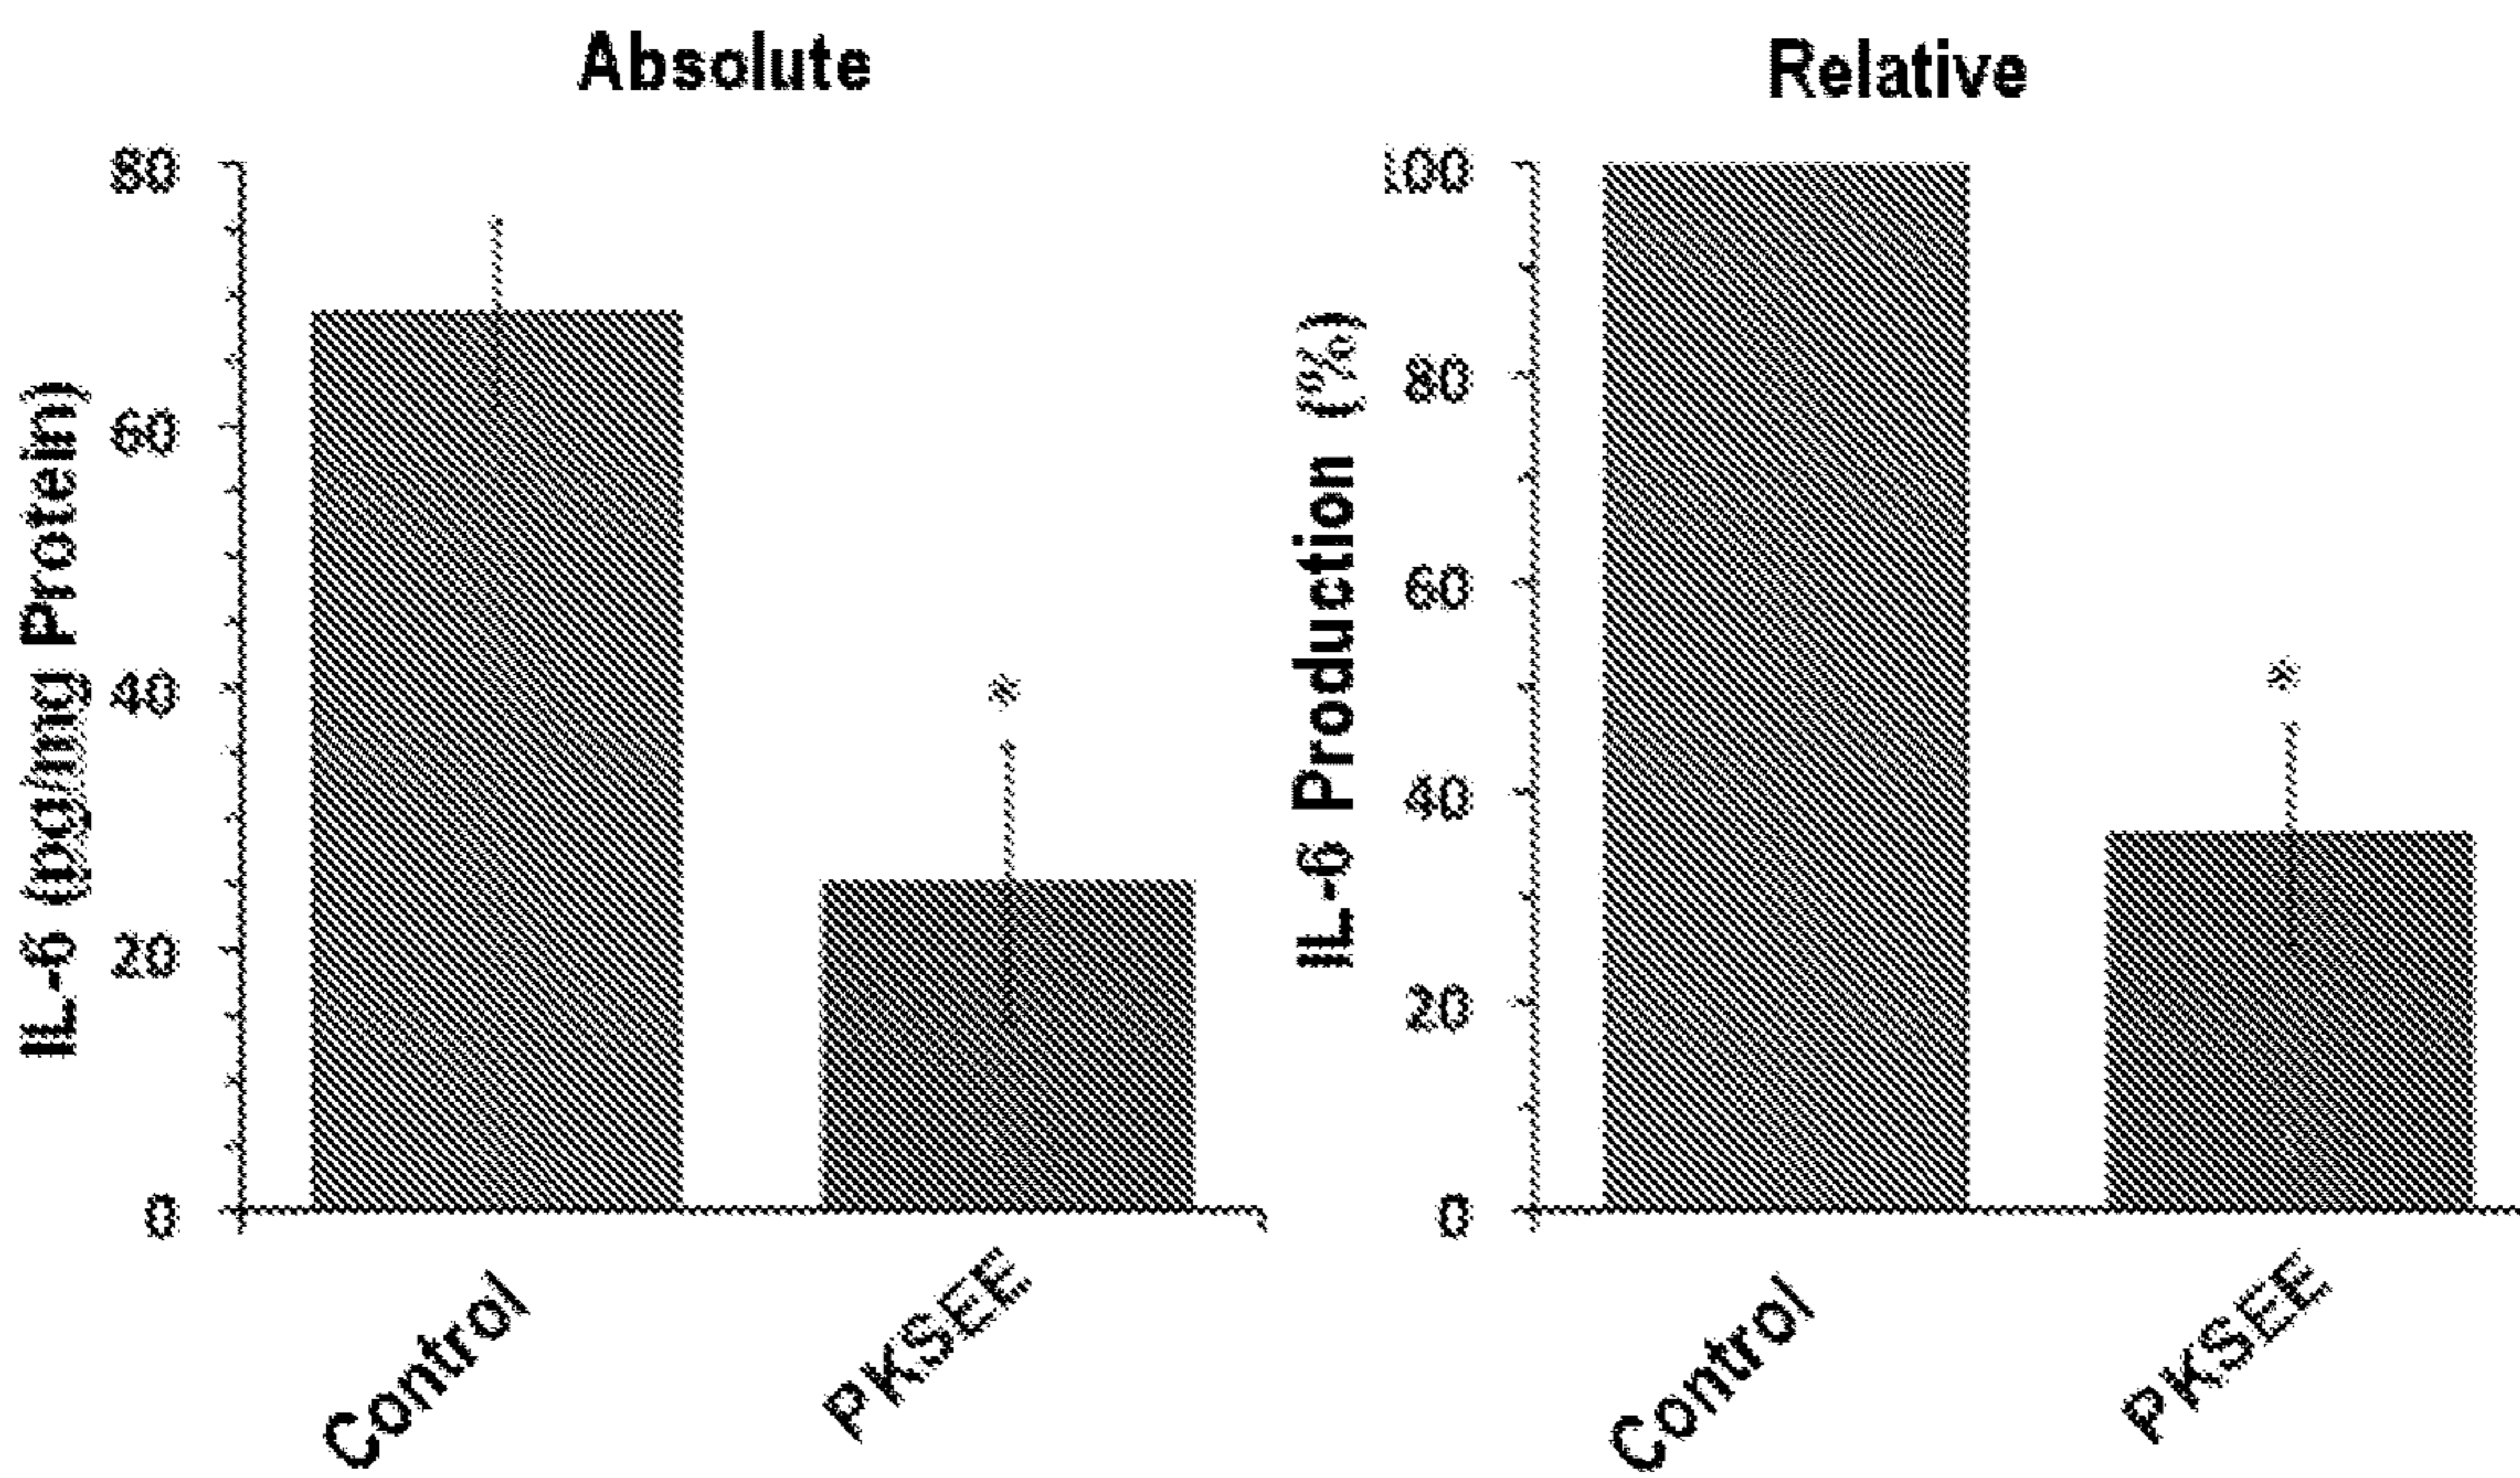 Absolute
IL-6 (pg/mg Protein)
80
60
40
20
0
*
Control
PKSEE
Relative
IL-6 Production (%)
100
80
60
40
20
0
*
Control
PKSEE